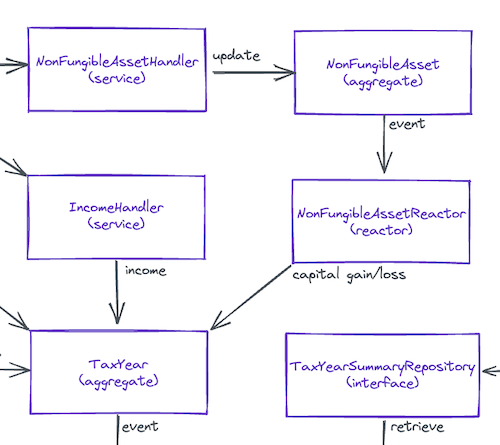 NonFungibleAssetHandler
(service)
update
NonFungibleAsset
(aggregate)
event
IncomeHandler
(service)
NonFungibleAssetReactor
(reactor)
income
capital gain/loss
TaxYear
(aggregate)
TaxYearSummaryRepository
(interface)
event
retrieve